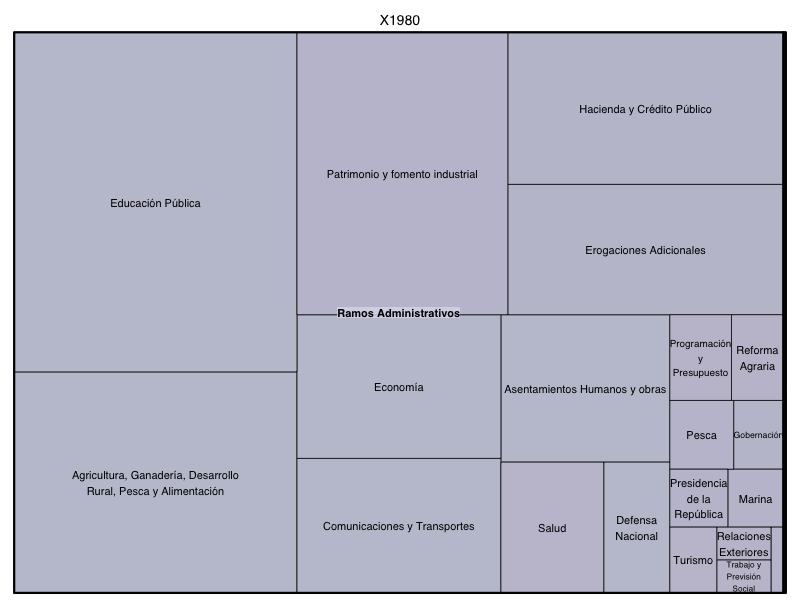 X1980
Educación Pública
Patrimonio y fomento industrial
Hacienda y Crédito Público
Erogaciones Adicionales
Ramos Administrativos
Agricultura, Ganadería, Desarrollo
Rural, Pesca y Alimentación
Economía
Comunicaciones y Transportes
Asentamientos Humanos y obras
Salud
Defensa
Nacional
Programación
y
Presupuesto
Reforma
Agraria
Pesca
Gobernación
Presidencia
de la
República
Marina
Turismo
Relaciones
Exteriores
Trabajo y
Previsión
Social